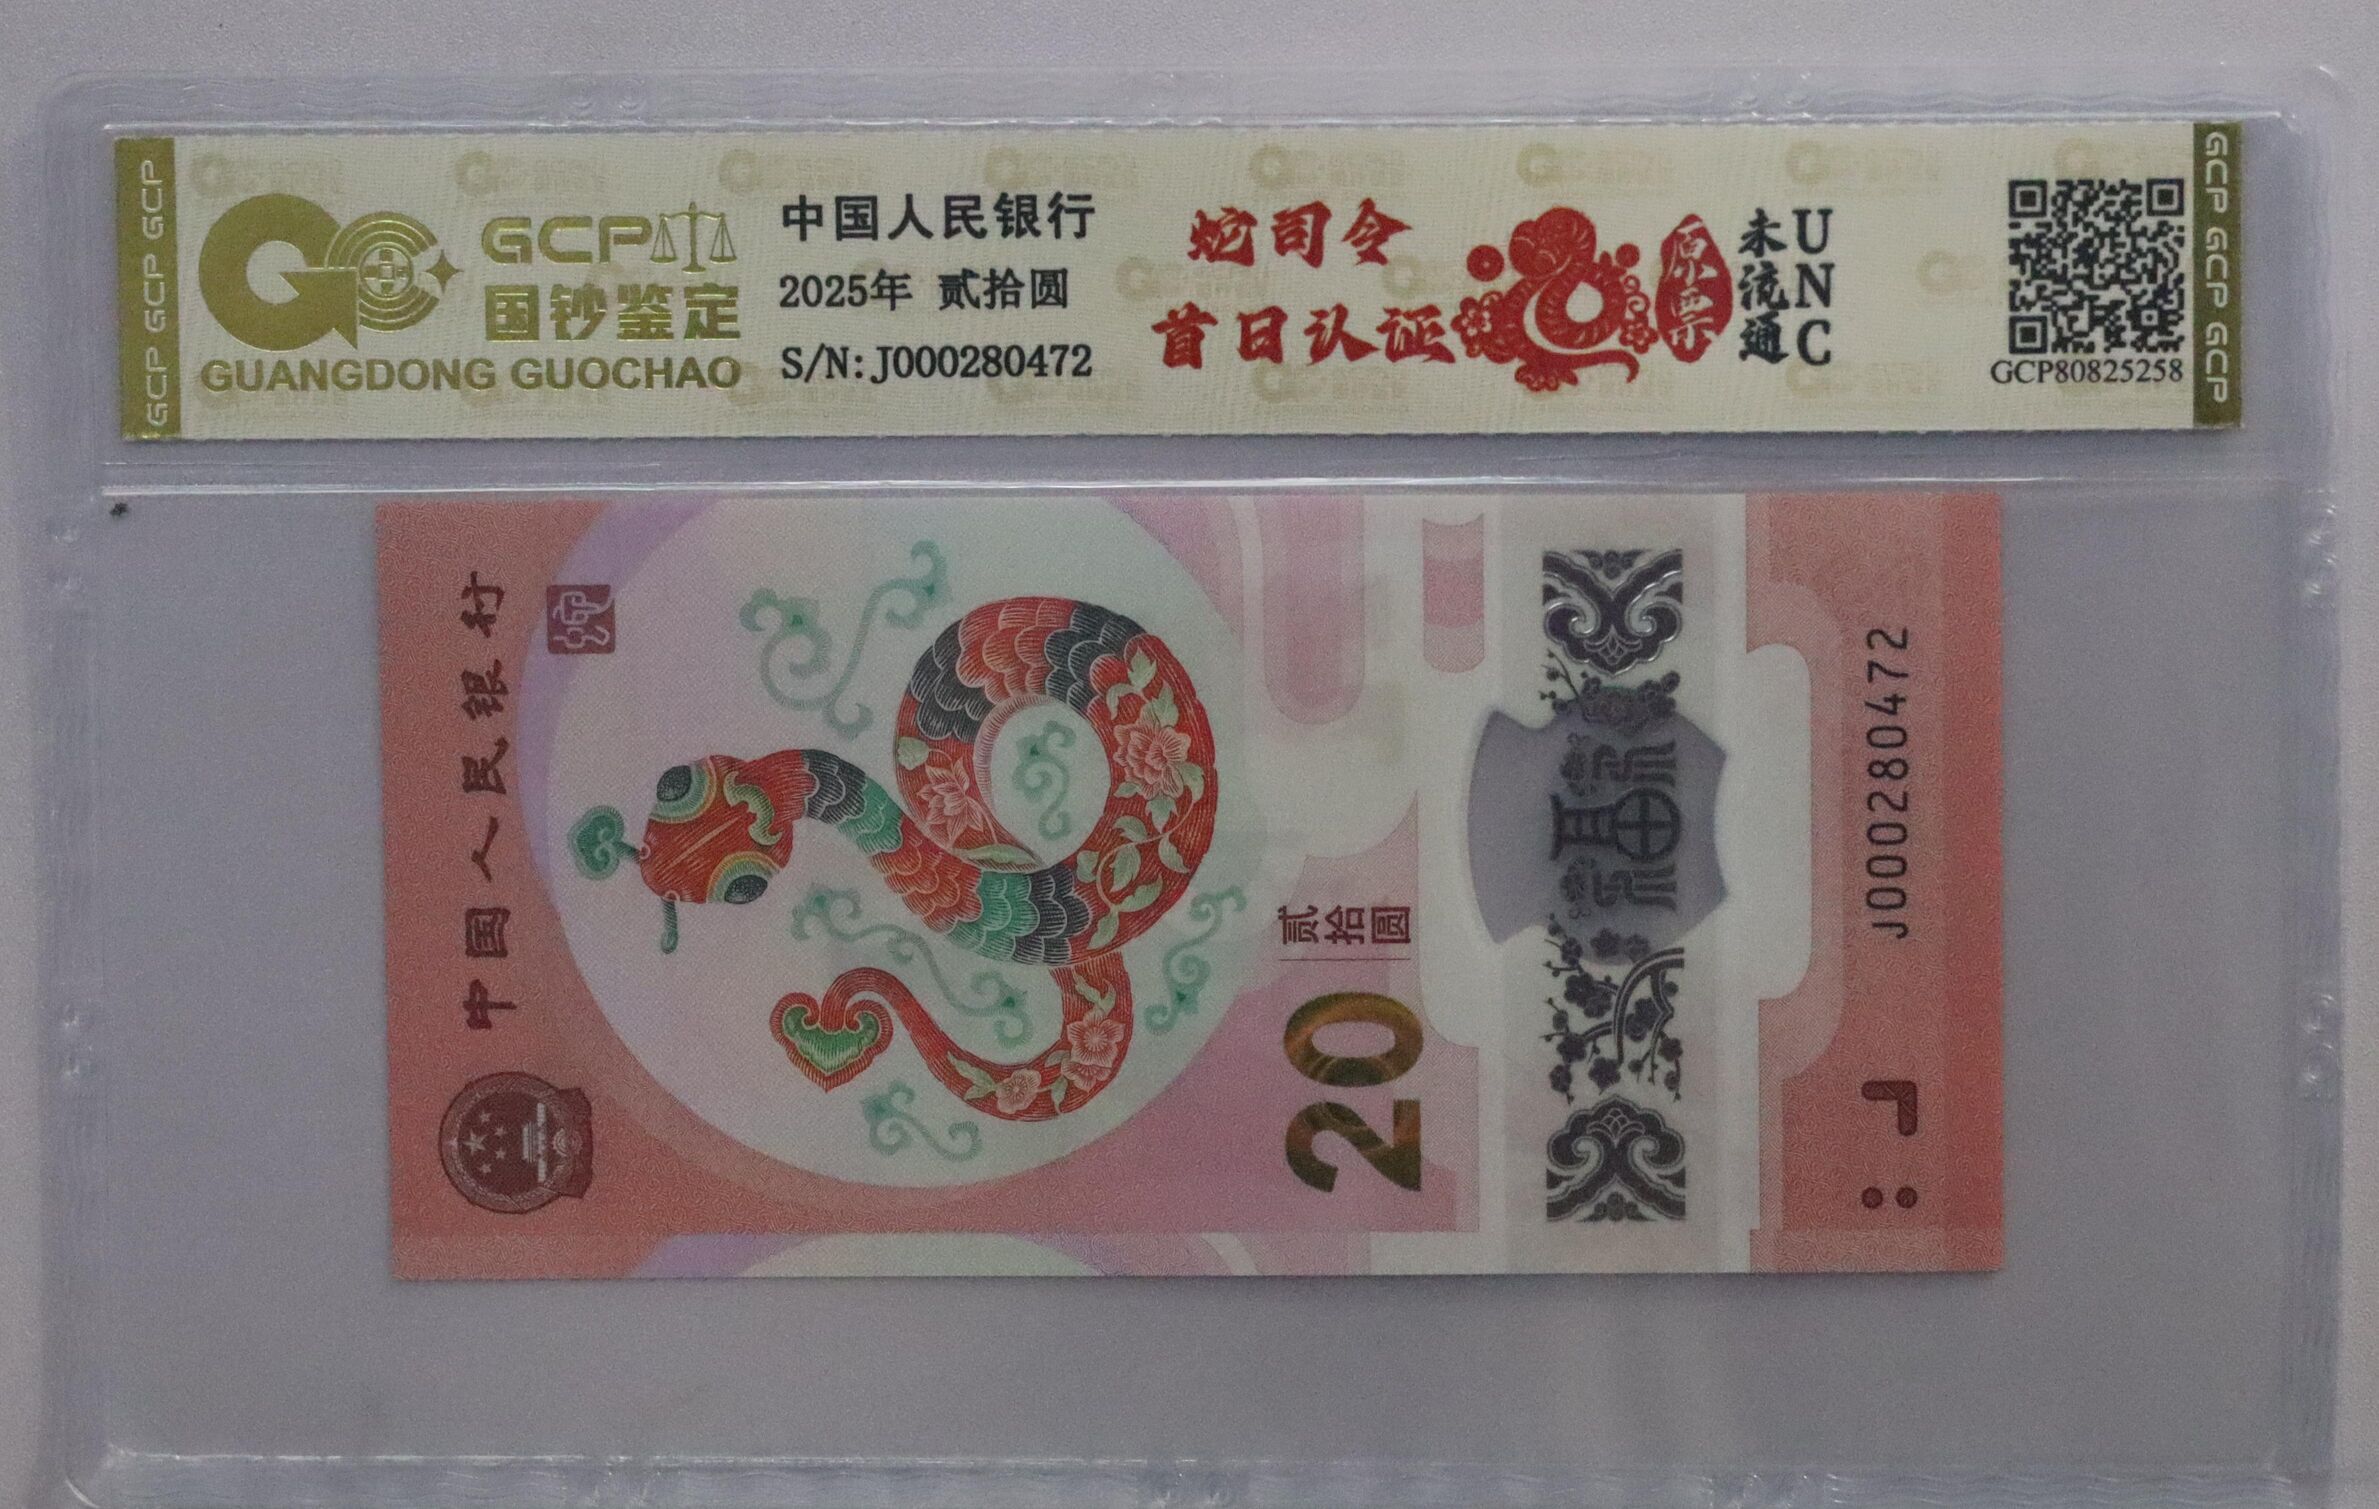 GCP GCP GCP
GCP
国钞鉴定
GUANGDONG GUOCHAO
中国人民银行
2025年 贰拾圆
S/N:J000280472
蛇司令
首日认证
原票
未流通
UNC
GCP80825258
GCP GCP GCP
中国人民银行
蛇
贰拾圆
20
福
J000280472